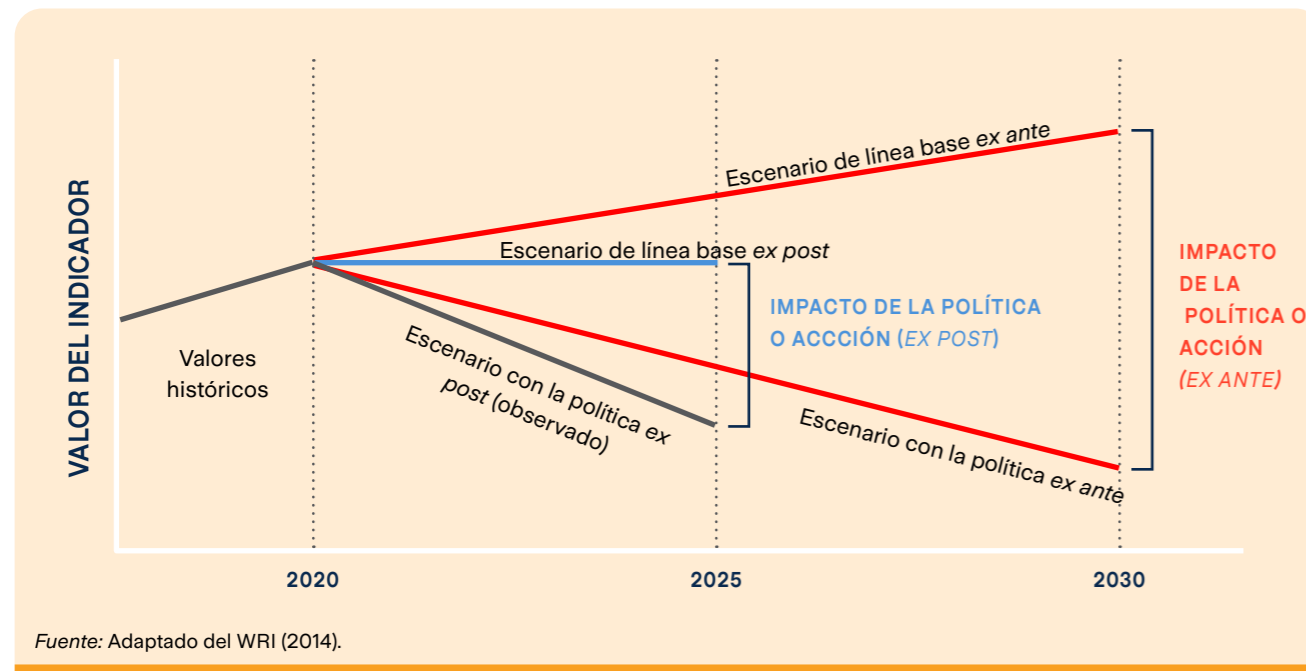 VALOR DEL INDICADOR
Escenario de línea base ex ante
Escenario de línea base ex post
IMPACTO
DE LA
POLÍTICA O
ACCIÓN
(EX ANTE)
IMPACTO DE LA POLÍTICA
O ACCCIÓN (EX POST)
Valores
históricos
Escenario con la política ex
post (observado)
Escenario con la política ex ante
2020
2025
2030
Fuente: Adaptado del WRI (2014).